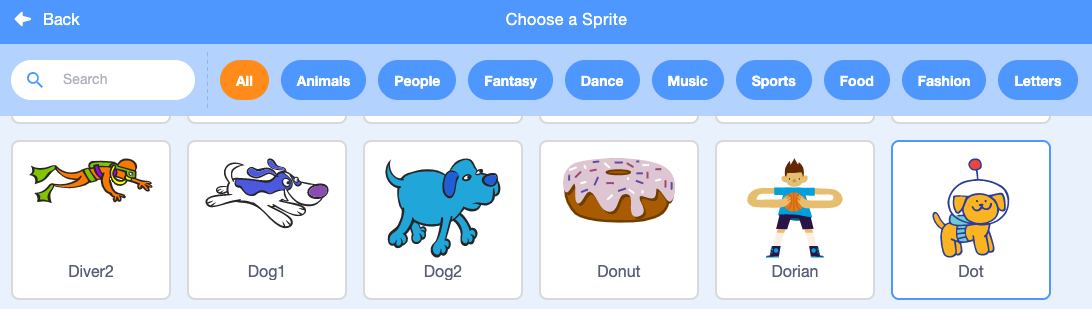 Back
Choose a Sprite
Search
All
Animals
People
Fantasy
Dance
Music
Sports
Food
Fashion
Letters
Diver2
Dog1
Dog2
Donut
Dorian
Dot